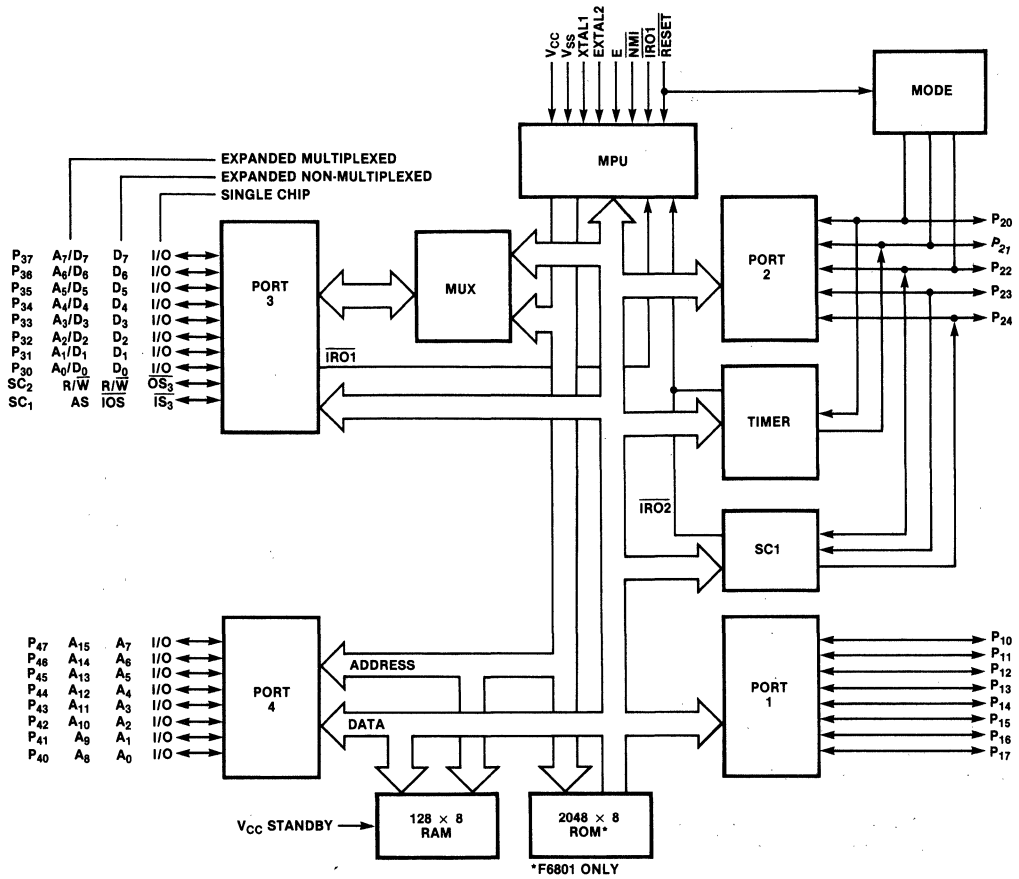 VCC
VSS
XTAL1
EXTAL2
E
NMI
IRO1
RESET
MODE
MPU
EXPANDED MULTIPLEXED
EXPANDED NON-MULTIPLEXED
SINGLE CHIP
P37 A7/D7 D7 I/O
P36 A6/D6 D6 I/O
P35 A5/D5 D5 I/O
P34 A4/D4 D4 I/O
P33 A3/D3 D3 I/O
P32 A2/D2 D2 I/O
P31 A1/D1 D1 I/O
P30 A0/D0 D0 I/O
SC2 R/W R/W OS3
SC1 AS IOS IS3
PORT
3
MUX
IRO1
PORT
2
P20
P21
P22
P23
P24
TIMER
IRO2
SC1
P47 A15 A7 I/O
P46 A14 A6 I/O
P45 A13 A5 I/O
P44 A12 A4 I/O
P43 A11 A3 I/O
P42 A10 A2 I/O
P41 A9 A1 I/O
P40 A8 A0 I/O
PORT
4
ADDRESS
DATA
PORT
1
P10
P11
P12
P13
P14
P15
P16
P17
VCC STANDBY
128 × 8
RAM
2048 × 8
ROM*
*F6801 ONLY